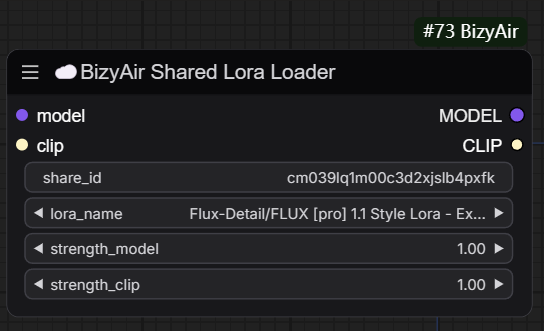 #73 BizyAir
BizyAir Shared Lora Loader
model MODEL
clip CLIP
share_id cm039lq1m00c3d2xjslb4pxfk
lora_name Flux-Detail/FLUX [pro] 1.1 Style Lora - Ex...
strength_model 1.00
strength_clip 1.00